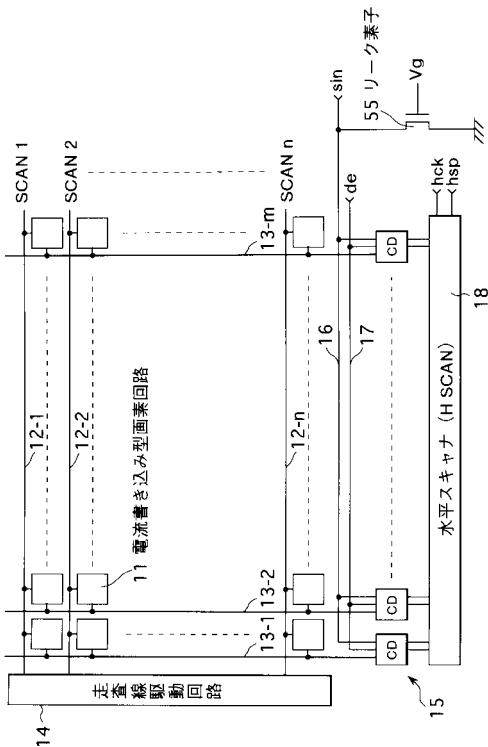 14
走査線駆動回路
SCAN 1
SCAN 2
SCAN n
12-1
12-2
12-n
11 電流書き込み型画素回路
13-1
13-2
13-m
16
17
sin
de
55 リーク素子
Vg
CD
CD
CD
15
水平スキャナ (H SCAN)
hck
hsp
18